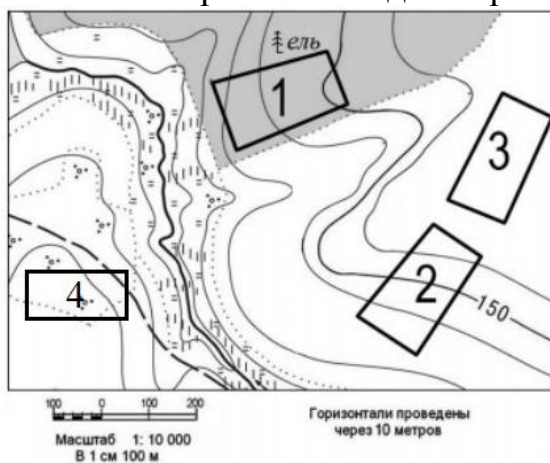 ель
1
3
2
4
150
100 0 100 200
Масштаб 1: 10 000
В 1 см 100 м
Горизонтали проведены
через 10 метров